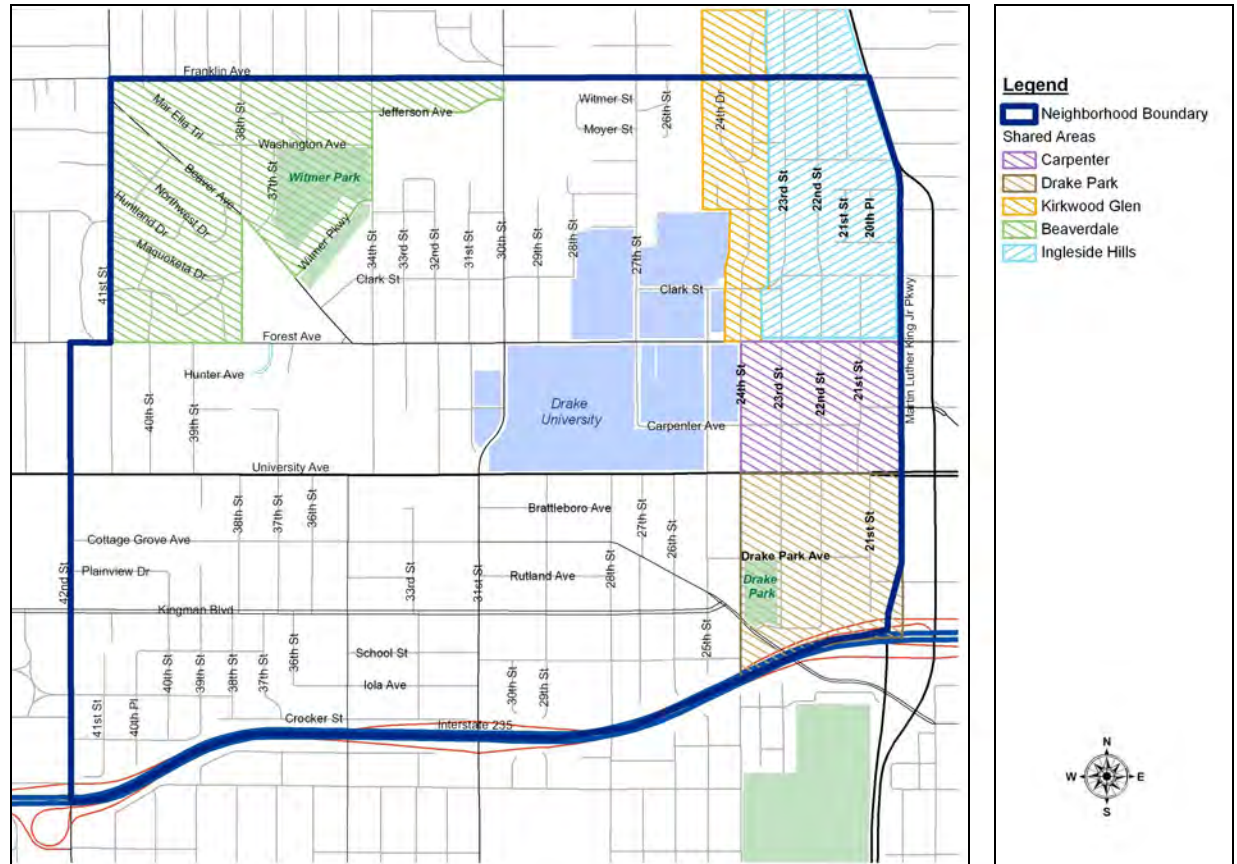 Franklin Ave
Mar Ella Trl
38th St
Jefferson Ave
Witmer St
Moyer St
26th St
24th Dr
Washington Ave
Beaver Ave
37th St
Witmer Park
Northwest Dr
Huntland Dr
Maquoketa Dr
Witmer Pkwy
41st St
34th St
33rd St
32nd St
31st St
30th St
29th St
28th St
27th St
23rd St
22nd St
21st St
20th Pl
Clark St
Clark St
Forest Ave
Martin Luther King Jr Pkwy
Hunter Ave
40th St
39th St
Drake
University
24th St
23rd St
22nd St
21st St
Carpenter Ave
University Ave
38th St
37th St
36th St
Brattleboro Ave
27th St
26th St
21st St
Cottage Grove Ave
Drake Park Ave
42nd St
Plainview Dr
33rd St
31st St
Rutland Ave
28th St
Drake
Park
Kingman Blvd
40th St
39th St
38th St
37th St
36th St
School St
25th St
Iola Ave
30th St
29th St
41st St
40th Pl
Crocker St
Interstate 235
Legend
Neighborhood Boundary
Shared Areas
Carpenter
Drake Park
Kirkwood Glen
Beaverdale
Ingleside Hills
N
W
E
S